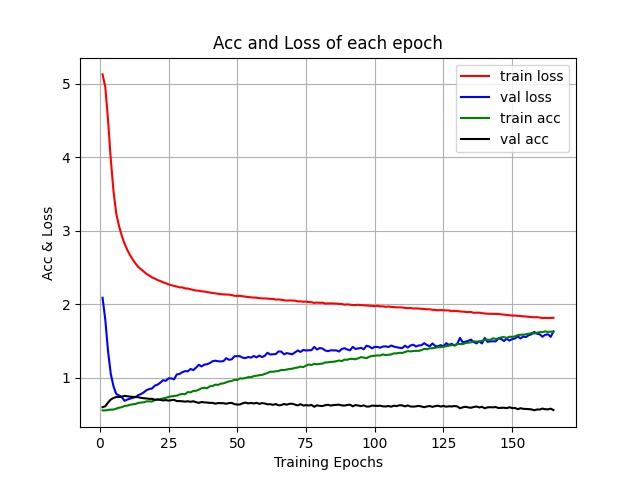 Acc and Loss of each epoch
train loss
val loss
train acc
val acc
5
4
3
2
1
Acc & Loss
0 25 50 75 100 125 150
Training Epochs